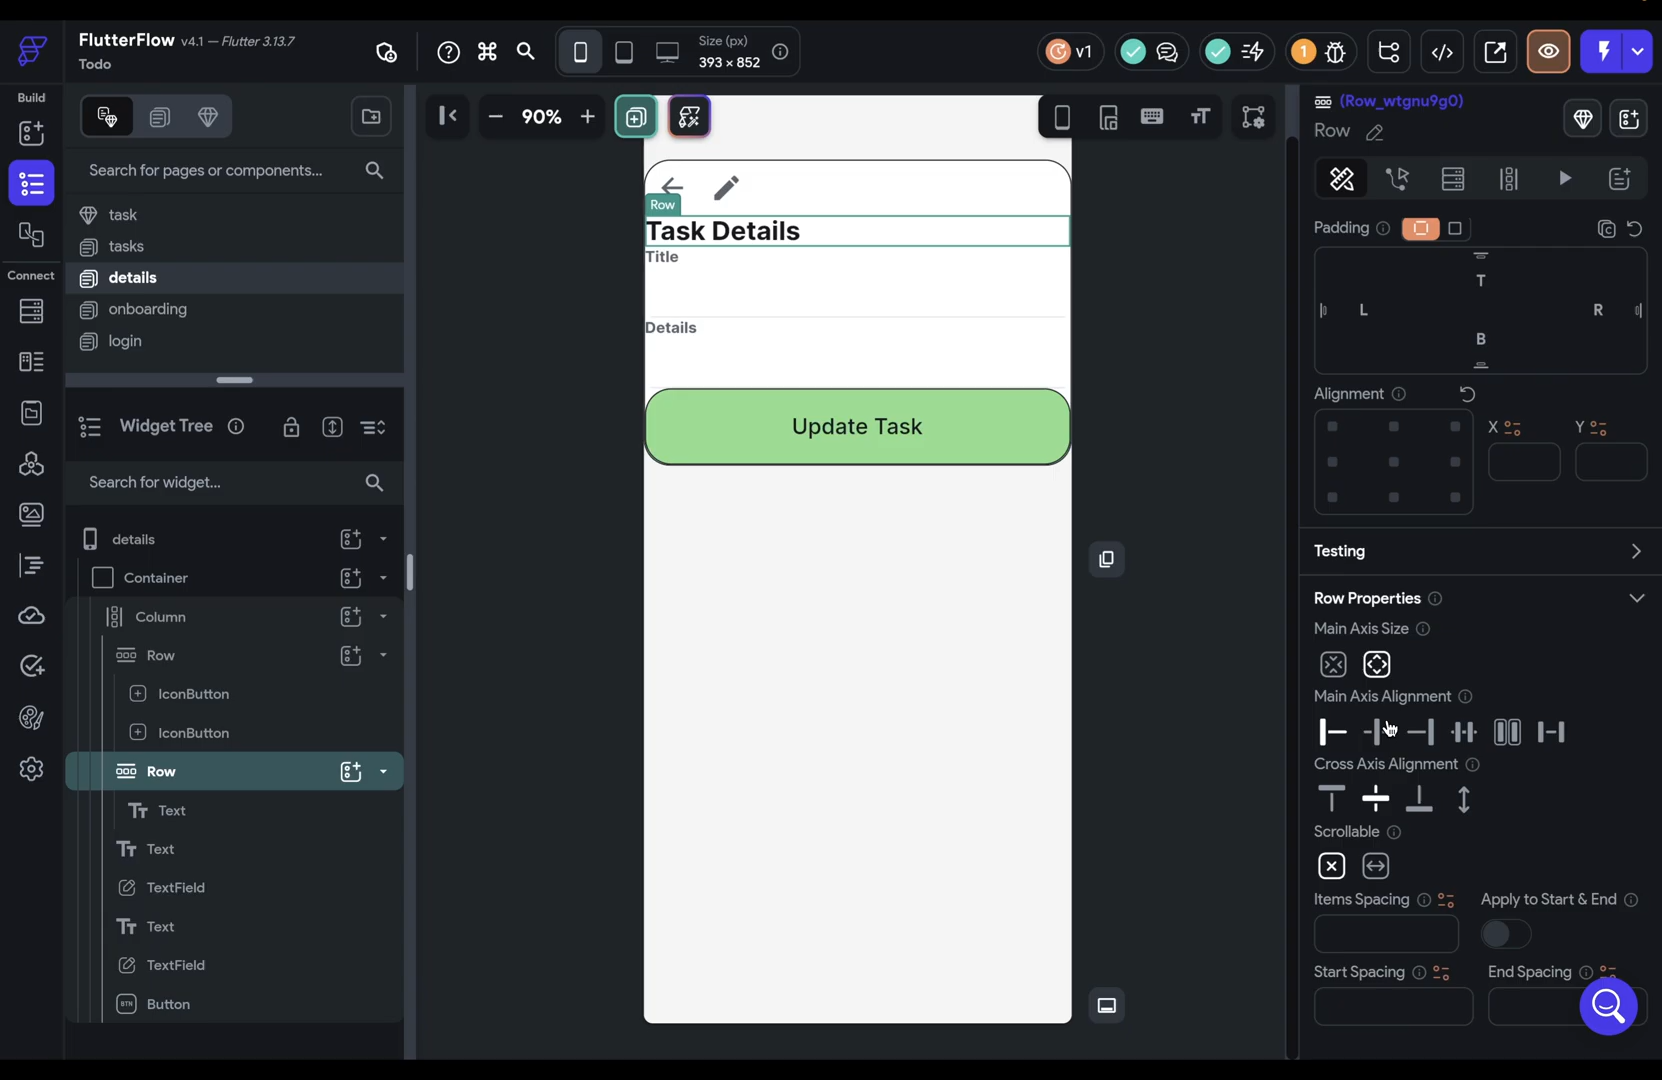 FlutterFlow v4.1 — Flutter 3.13.7
Todo
Size (px)
393 × 852
v1
1
Build
Connect
Search for pages or components...
task
tasks
details
onboarding
login
Widget Tree
Search for widget...
details
Container
Column
Row
IconButton
IconButton
Row
Text
Text
TextField
Text
TextField
BTN Button
90%
Row
Task Details
Title
Details
Update Task
(Row_wtgnu9g0)
Row
Padding
T
L R
B
Alignment
X Y
Testing
Row Properties
Main Axis Size
Main Axis Alignment
Cross Axis Alignment
Scrollable
Items Spacing Apply to Start & End
Start Spacing End Spacing